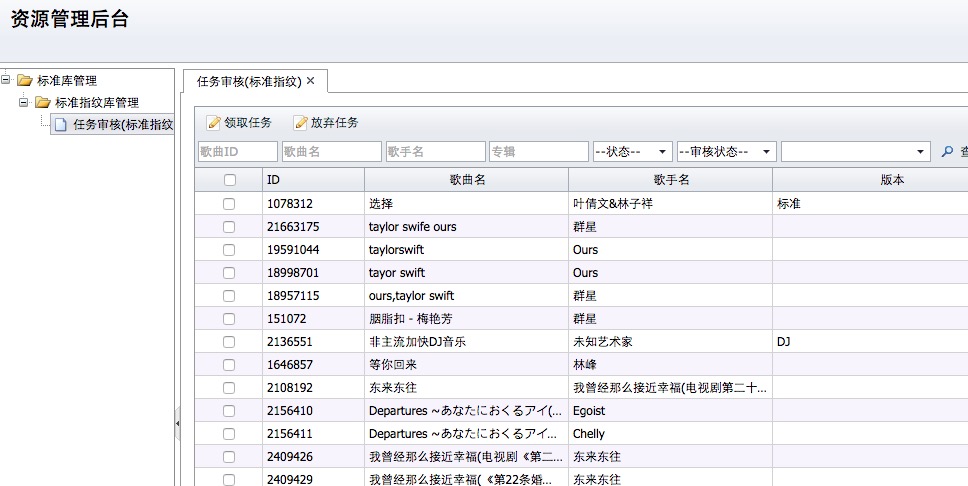 资源管理后台
标准库管理
标准指纹库管理
任务审核(标准指纹
任务审核(标准指纹) ×
领取任务 放弃任务
歌曲ID 歌曲名 歌手名 专辑 --状态-- --审核状态--
ID 歌曲名 歌手名 版本
1078312 选择 叶倩文&林子祥 标准
21663175 taylor swife ours 群星
19591044 taylorswift Ours
18998701 tayor swift Ours
18957115 ours,taylor swift 群星
151072 胭脂扣 - 梅艳芳 群星
2136551 非主流加快DJ音乐 未知艺术家 DJ
1646857 等你回来 林峰
2108192 东来东往 我曾经那么接近幸福(电视剧第二十...
2156410 Departures ~あなたにおくるアイ(... Egoist
2156411 Departures ~あなたにおくるアイ... Chelly
2409426 我曾经那么接近幸福(电视剧《第二... 东来东往
2409429 我曾经那么接近幸福(《第22条婚... 东来东往